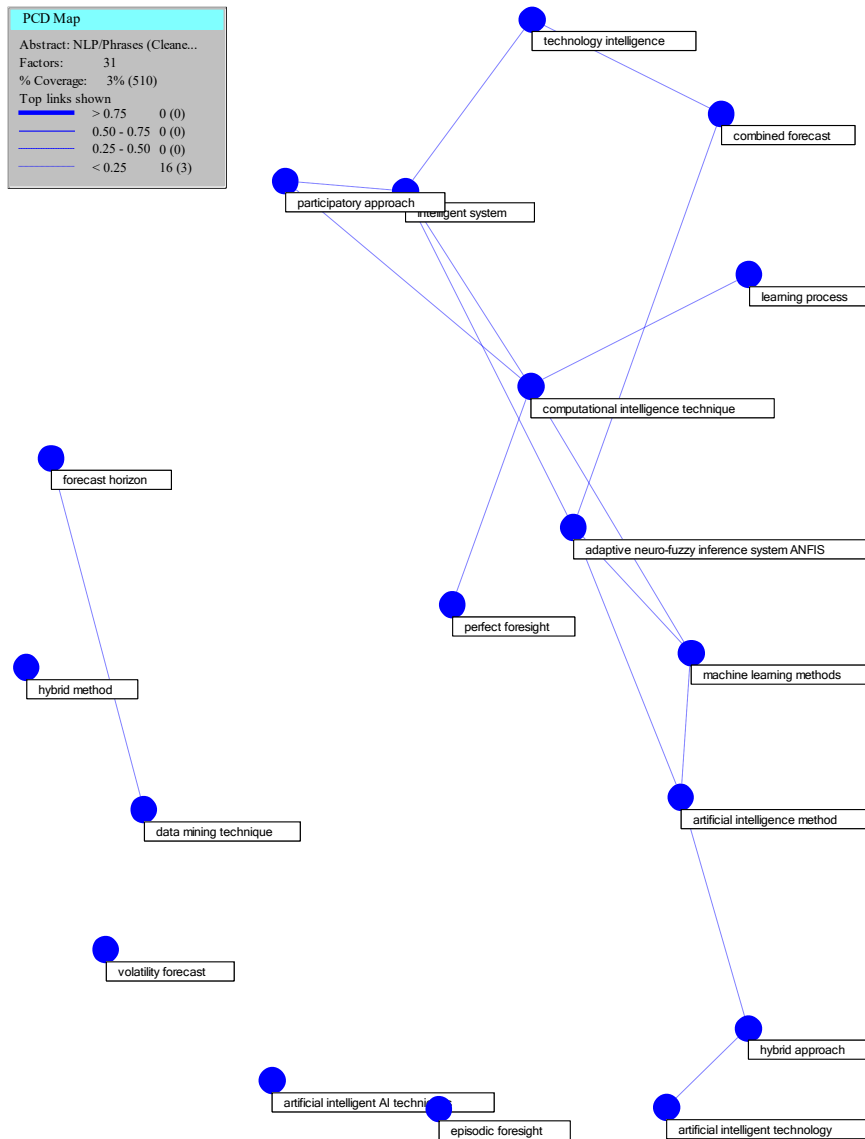 PCD Map
Abstract: NLP/Phrases (Cleane...
Factors: 31
% Coverage: 3% (510)
Top links shown
> 0.75 0 (0)
0.50 - 0.75 0 (0)
0.25 - 0.50 0 (0)
< 0.25 16 (3)
technology intelligence
combined forecast
participatory approach
intelligent system
learning process
computational intelligence technique
forecast horizon
adaptive neuro-fuzzy inference system ANFIS
perfect foresight
machine learning methods
hybrid method
artificial intelligence method
data mining technique
volatility forecast
hybrid approach
artificial intelligent AI techniques
episodic foresight
artificial intelligent technology